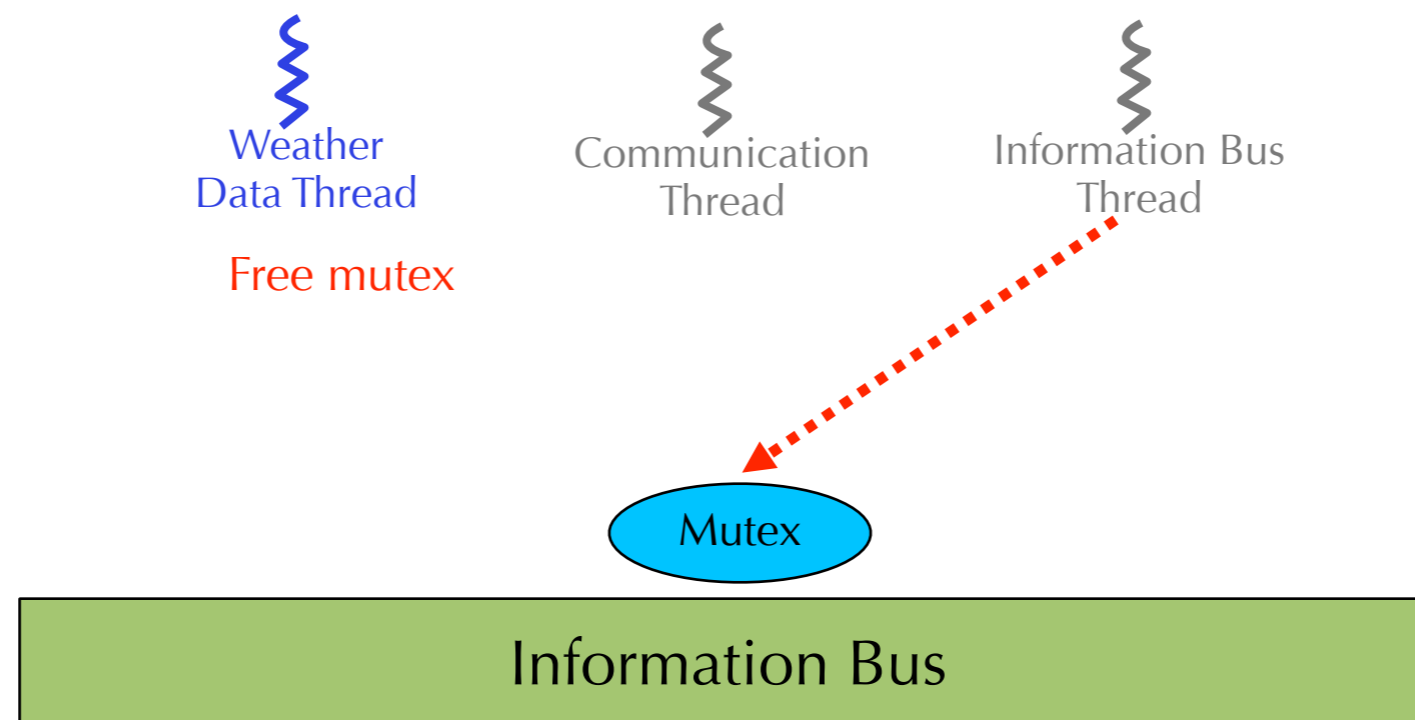 Weather
Data Thread
Communication
Thread
Information Bus
Thread
Free mutex
Mutex
Information Bus